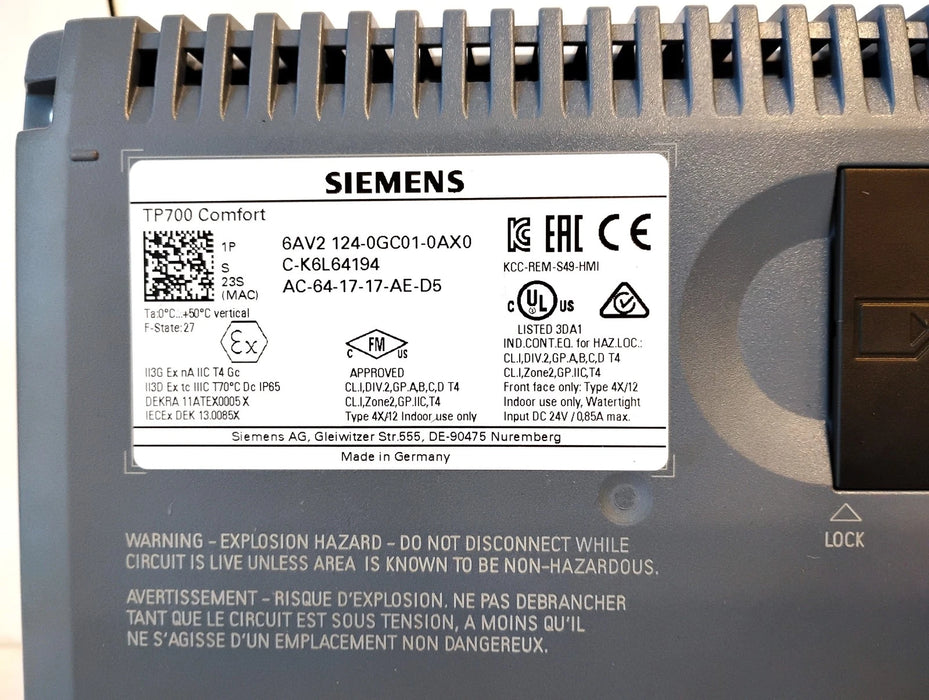 SIEMENS
TP700 Comfort
1P 6AV2 124-0GC01-0AX0
S C-K6L64194
23S (MAC) AC-64-17-17-AE-D5
Ta:0°C...+50°C vertical
F-State: 27
Ex
II3G Ex nA IIC T4 Gc
II3D Ex tc IIIC T70°C Dc IP65
DEKRA 11ATEX0005 X
IECEx DEK 13.0085X
C FM US
APPROVED
CL.I,DIV.2,GP.A,B,C,D T4
CL.I,Zone2,GP.IIC,T4
Type 4X/12 Indoor use only
EAC CE
KCC-REM-S49-HMI
C UL US
LISTED 3DA1
IND.CONT.EQ. for HAZ.LOC.:
CL.I,DIV.2,GP.A,B,C,D T4
CL.I,Zone2,GP.IIC,T4
Front face only: Type 4X/12
Indoor use only, Watertight
Input DC 24V / 0,85A max.
Siemens AG, Gleiwitzer Str.555, DE-90475 Nuremberg
Made in Germany
LOCK
WARNING - EXPLOSION HAZARD - DO NOT DISCONNECT WHILE
CIRCUIT IS LIVE UNLESS AREA IS KNOWN TO BE NON-HAZARDOUS.
AVERTISSEMENT - RISQUE D'EXPLOSION. NE PAS DEBRANCHER
TANT QUE LE CIRCUIT EST SOUS TENSION, A MOINS QU'IL
NE S'AGISSE D'UN EMPLACEMENT NON DANGEREUX.